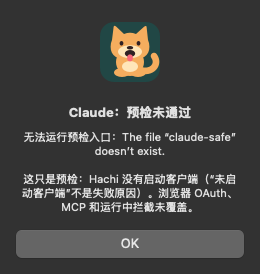 Claude：预检未通过
无法运行预检入口：The file “claude-safe”
doesn’t exist.
这只是预检：Hachi 没有启动客户端（“未启
动客户端”不是失败原因）。浏览器 OAuth、
MCP 和运行中拦截未覆盖。
OK